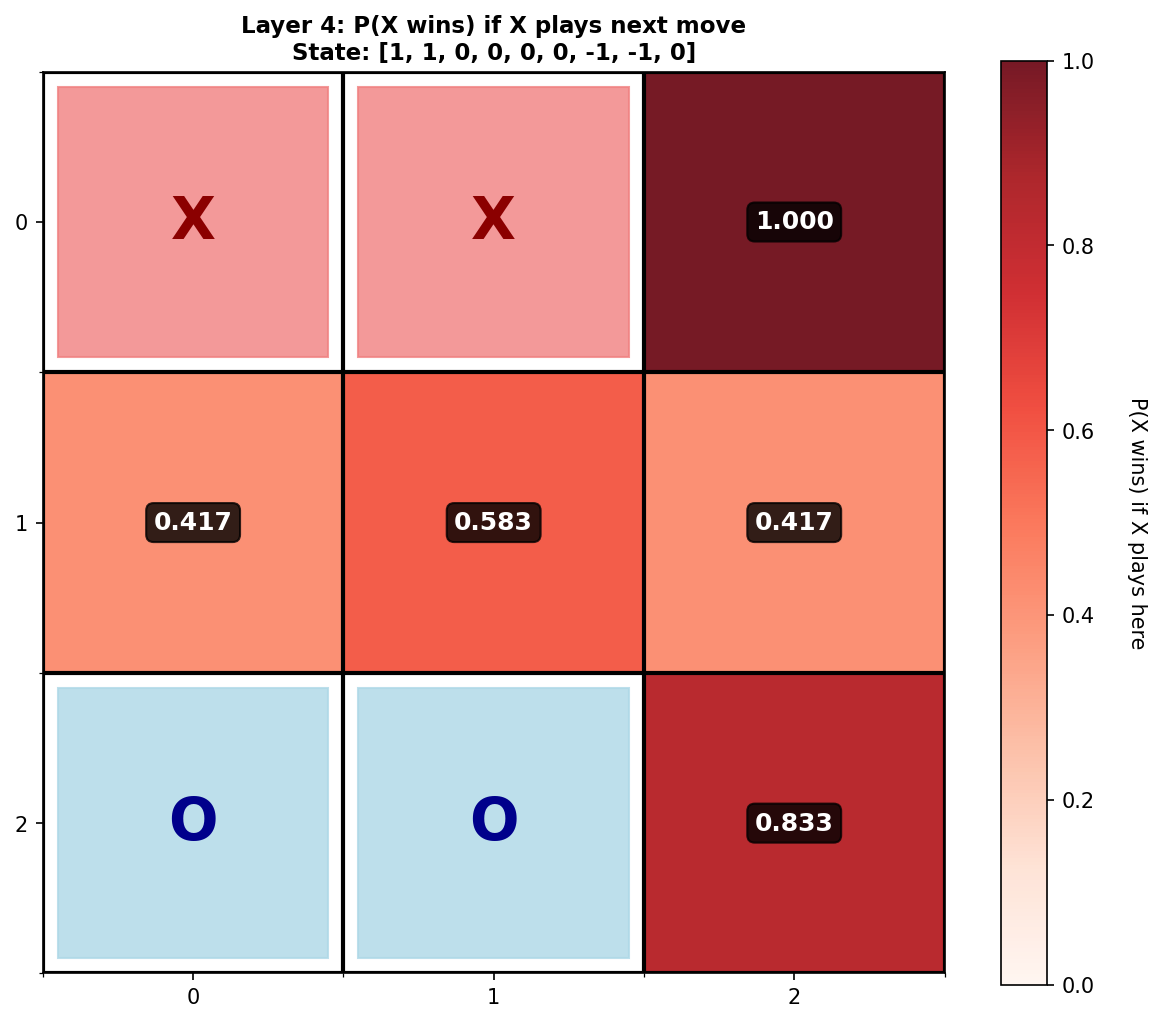 Layer 4: P(X wins) if X plays next move
State: [1, 1, 0, 0, 0, 0, -1, -1, 0]
0
X
X
1.000
1
0.417
0.583
0.417
2
O
O
0.833
0
1
2
1.0
0.8
0.6
0.4
0.2
0.0
P(X wins) if X plays here